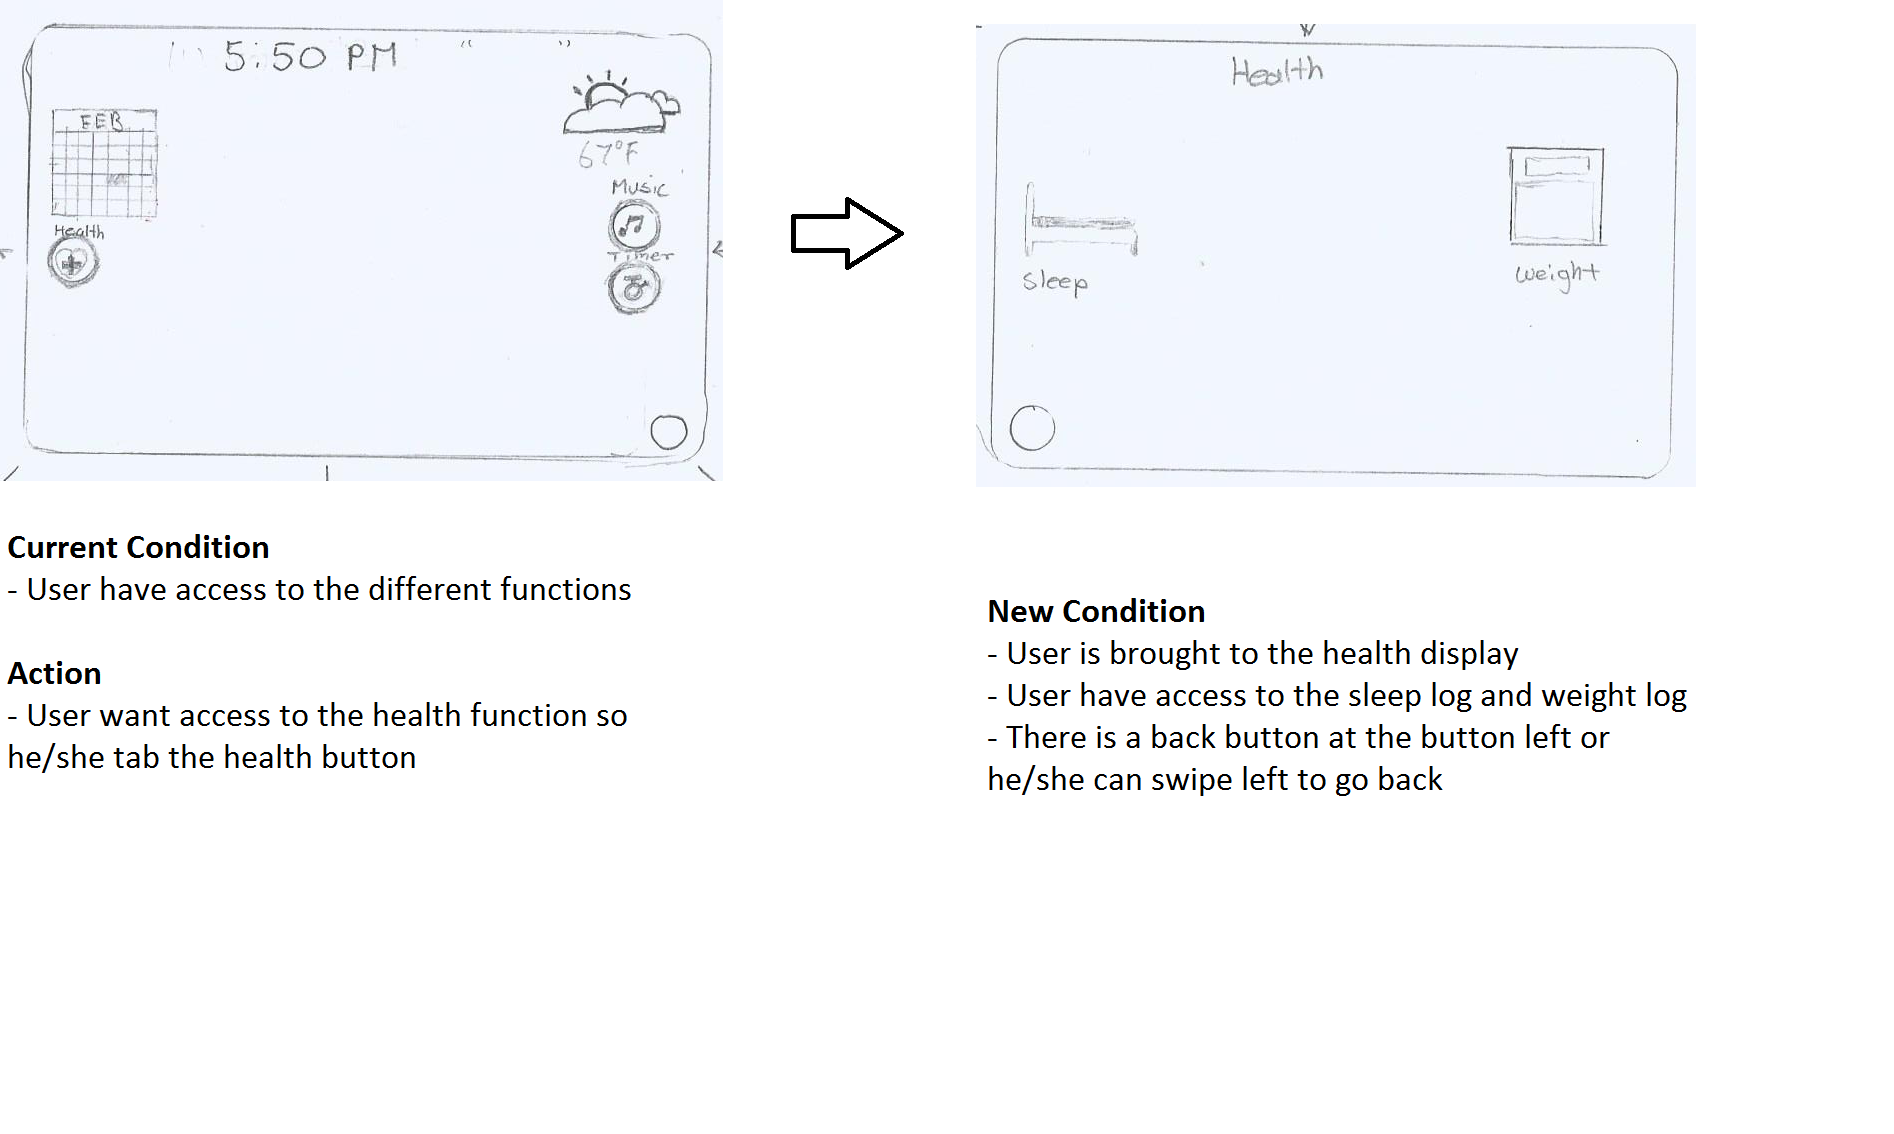 5:50 PM
FEB
67°F
Music
Health
Timer
Health
Sleep
weight
Current Condition
- User have access to the different functions
Action
- User want access to the health function so
he/she tab the health button
New Condition
- User is brought to the health display
- User have access to the sleep log and weight log
- There is a back button at the button left or
he/she can swipe left to go back